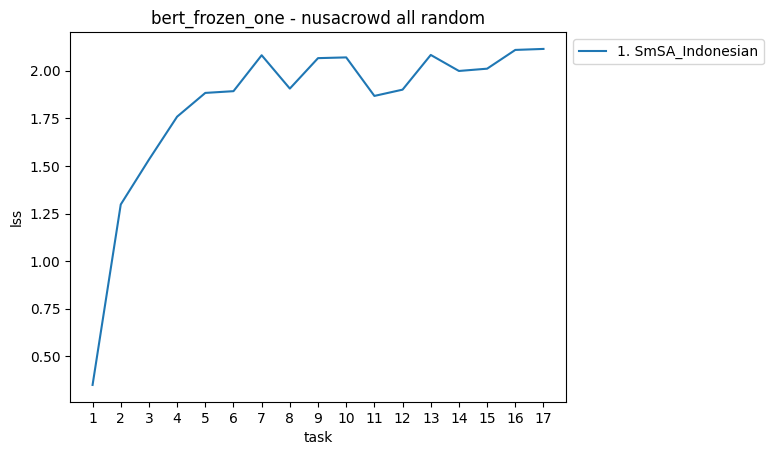 bert_frozen_one - nusacrowd all random
1. SmSA_Indonesian
2.00
1.75
1.50
1.25
1.00
0.75
0.50
lss
1 2 3 4 5 6 7 8 9 10 11 12 13 14 15 16 17
task